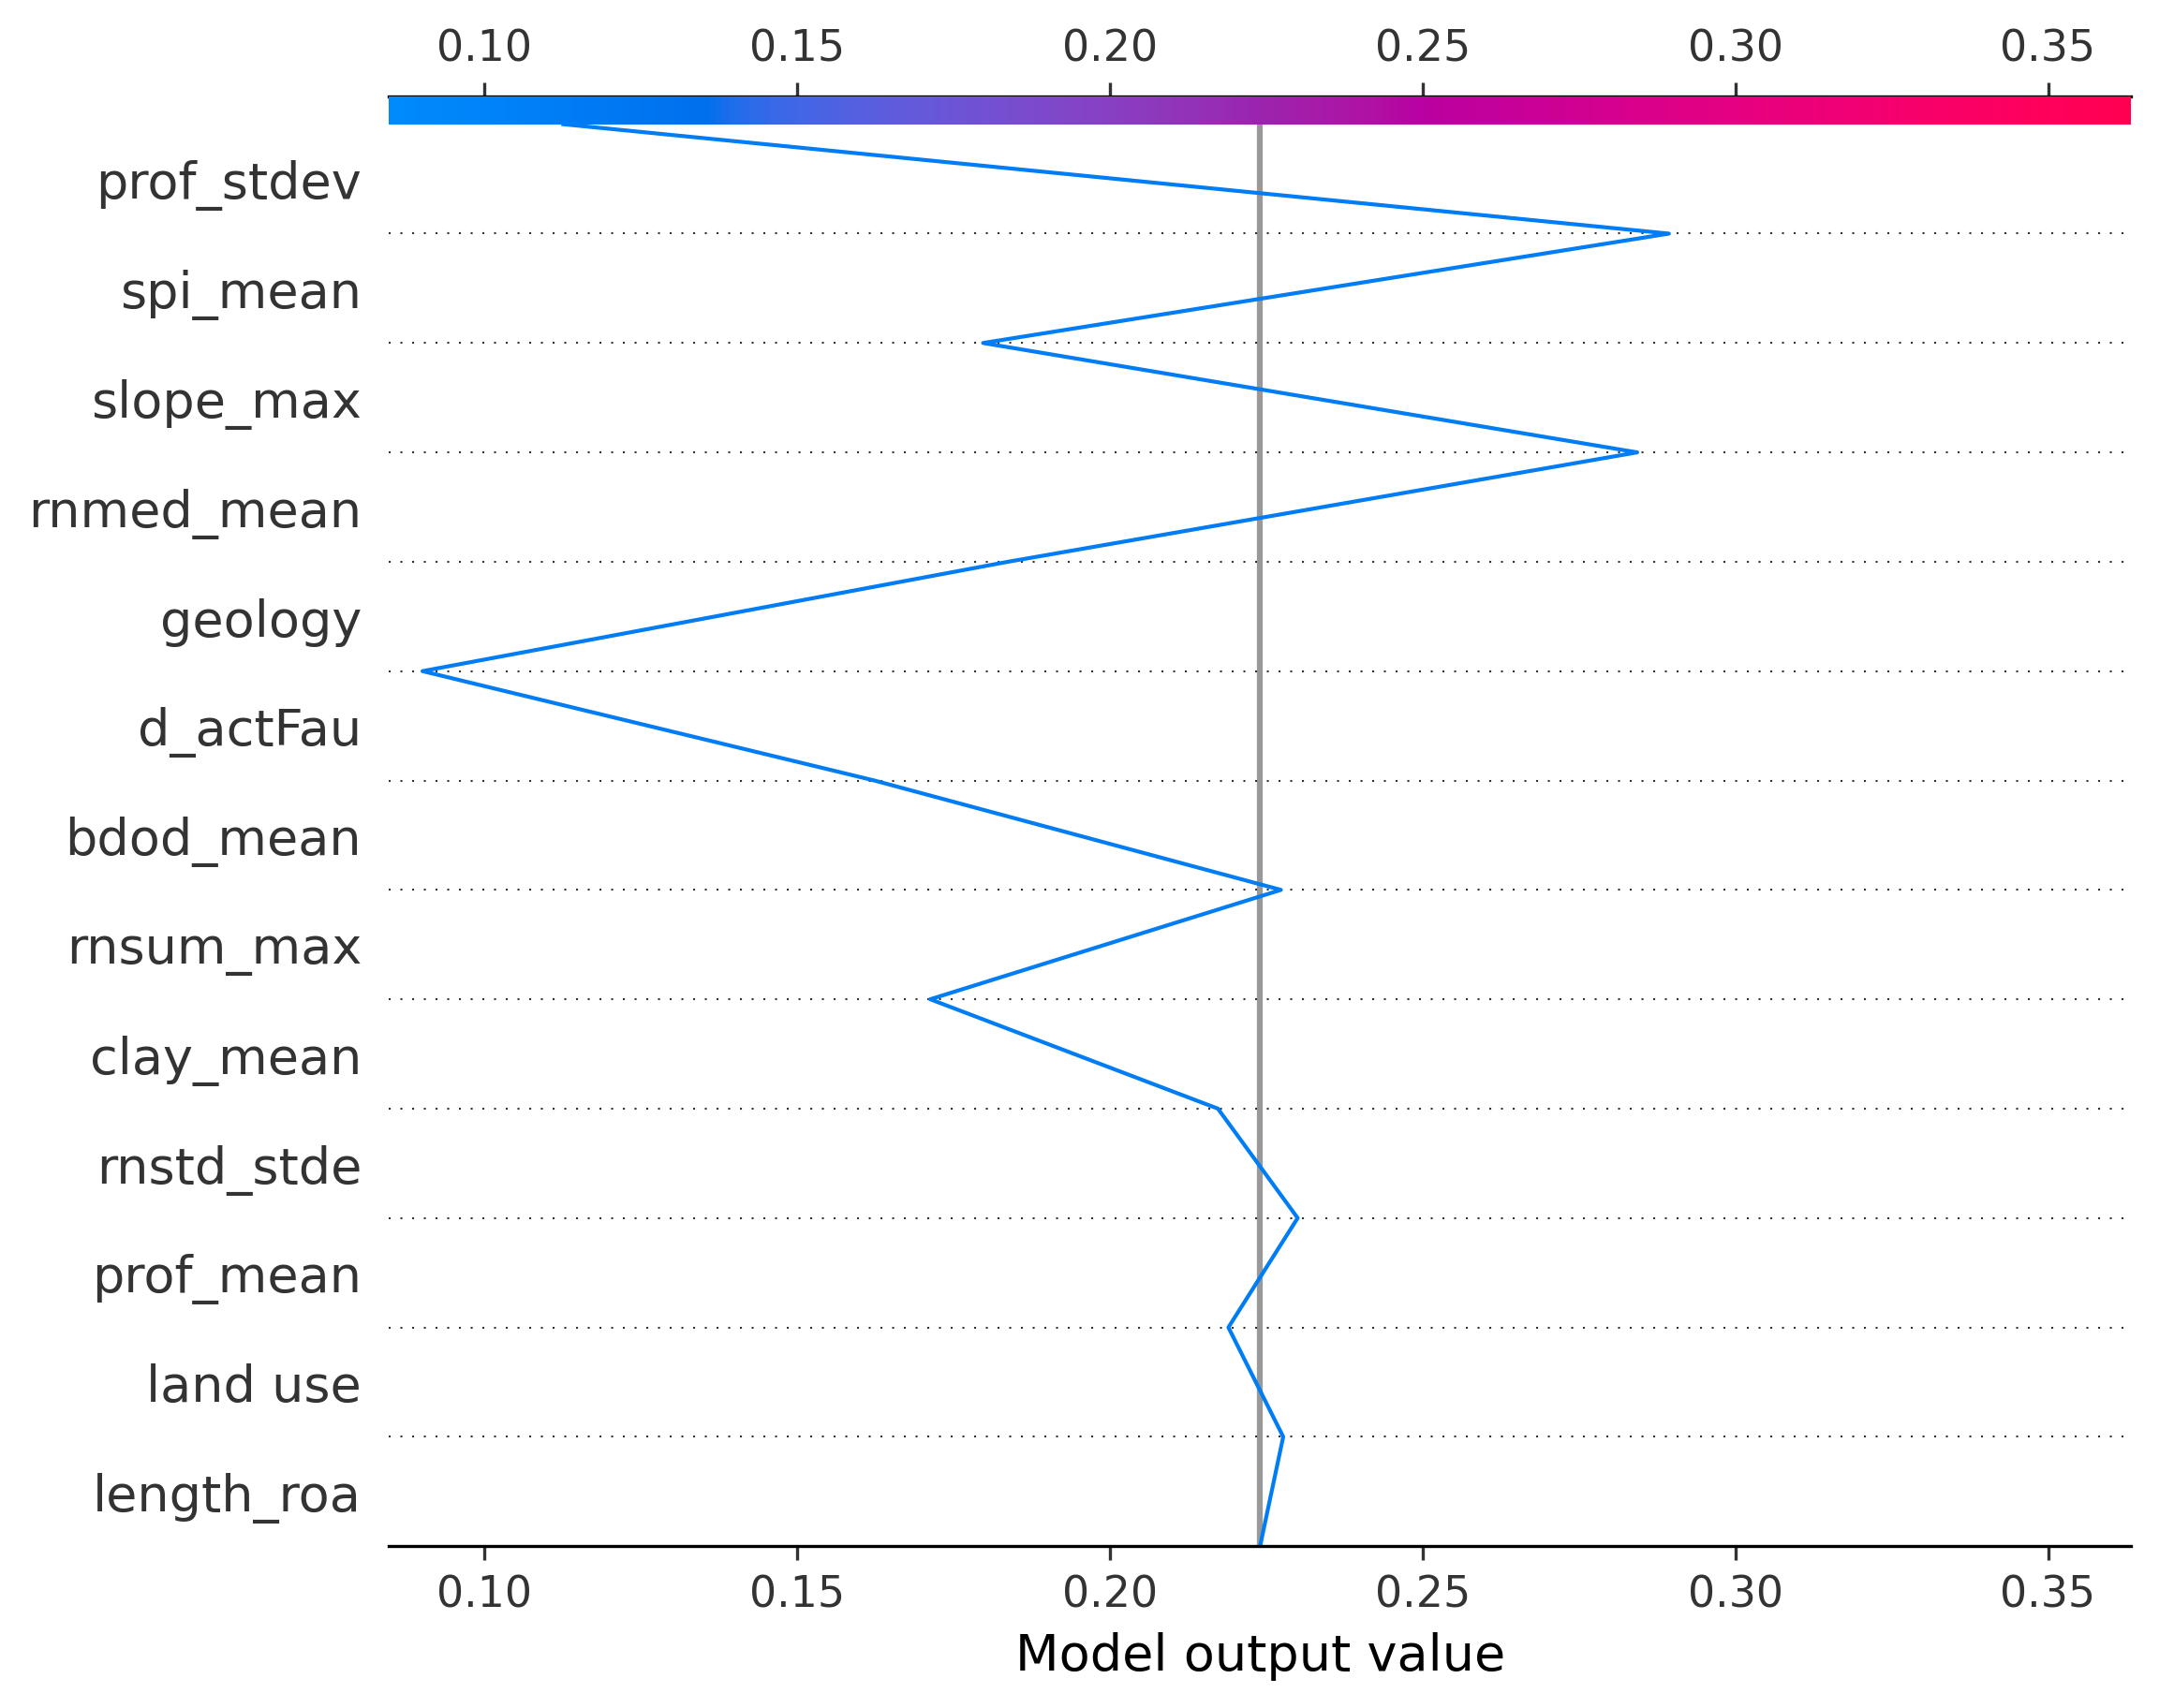 0.10 0.15 0.20 0.25 0.30 0.35
prof_stdev
spi_mean
slope_max
rnmed_mean
geology
d_actFau
bdod_mean
rnsum_max
clay_mean
rnstd_stde
prof_mean
land use
length_roa
0.10 0.15 0.20 0.25 0.30 0.35
Model output value